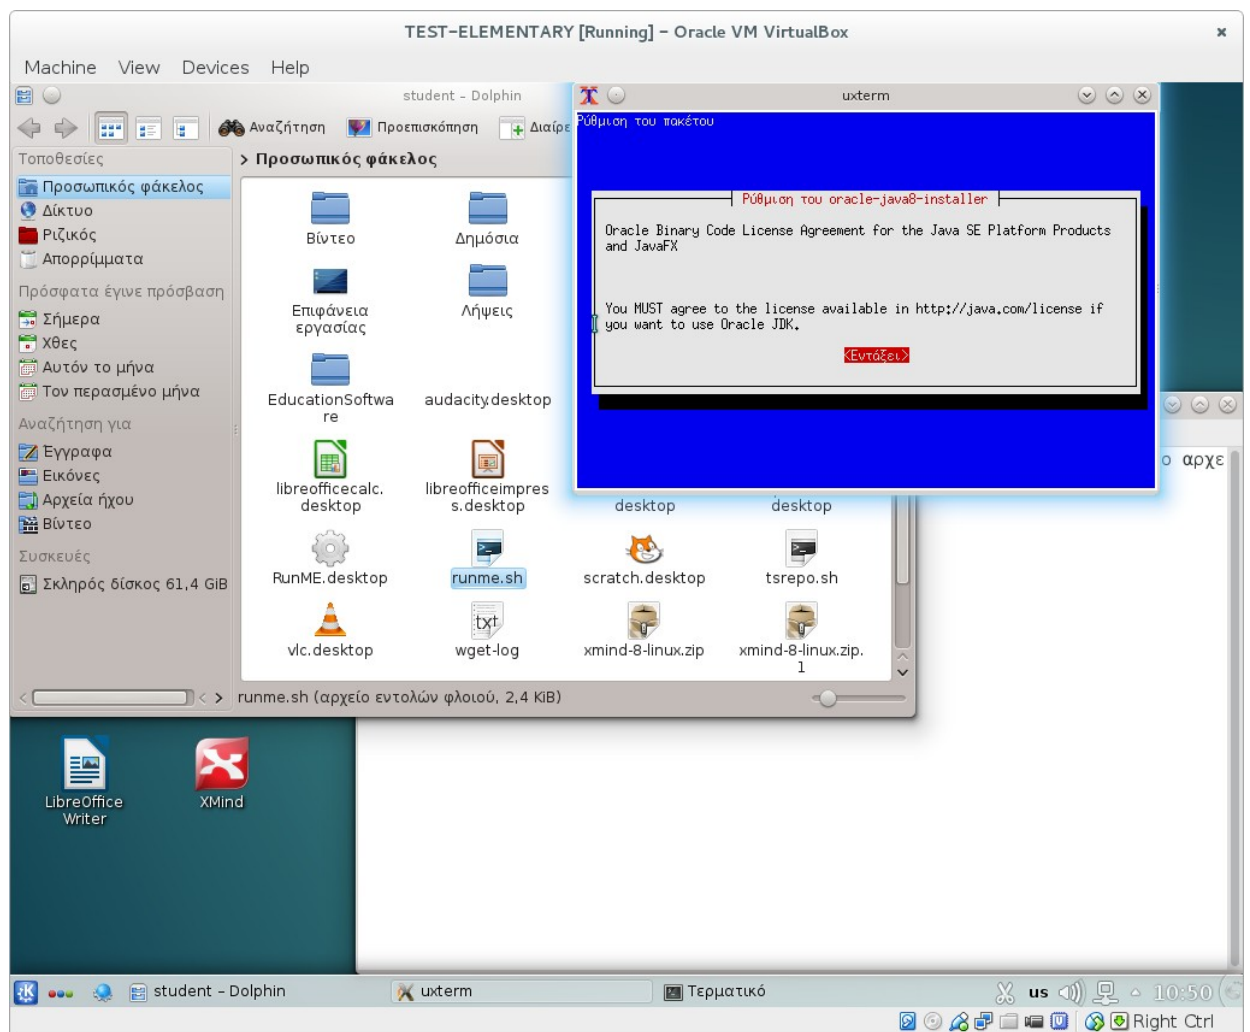 TEST-ELEMENTARY [Running] - Oracle VM VirtualBox
Machine View Devices Help
student - Dolphin
Αναζήτηση Προεπισκόπηση Διαίρε
Τοποθεσίες
Προσωπικός φάκελος
Δίκτυο
Ριζικός
Απορρίμματα
Πρόσφατα έγινε πρόσβαση
Σήμερα
Χθες
Αυτόν το μήνα
Τον περασμένο μήνα
Αναζήτηση για
Έγγραφα
Εικόνες
Αρχεία ήχου
Βίντεο
Συσκευές
Σκληρός δίσκος 61,4 GiB
> Προσωπικός φάκελος
Βίντεο
Δημόσια
Επιφάνεια
εργασίας
Λήψεις
EducationSoftwa
re
audacity.desktop
libreofficecalc.
desktop
libreofficeimpres
s.desktop
desktop
desktop
RunME.desktop
runme.sh
scratch.desktop
tsrepo.sh
vlc.desktop
txt
wget-log
xmind-8-linux.zip
xmind-8-linux.zip.
1
runme.sh (αρχείο εντολών φλοιού, 2,4 KiB)
uxterm
Ρύθμιση του πακέτου
Ρύθμιση του oracle-java8-installer
Oracle Binary Code License Agreement for the Java SE Platform Products
and JavaFX
You MUST agree to the license available in http://java.com/license if
you want to use Oracle JDK.
<Εντάξει>
ο αρχε
LibreOffice
Writer
XMind
student - Dolphin
uxterm
Τερματικό
us
10:50
Right Ctrl